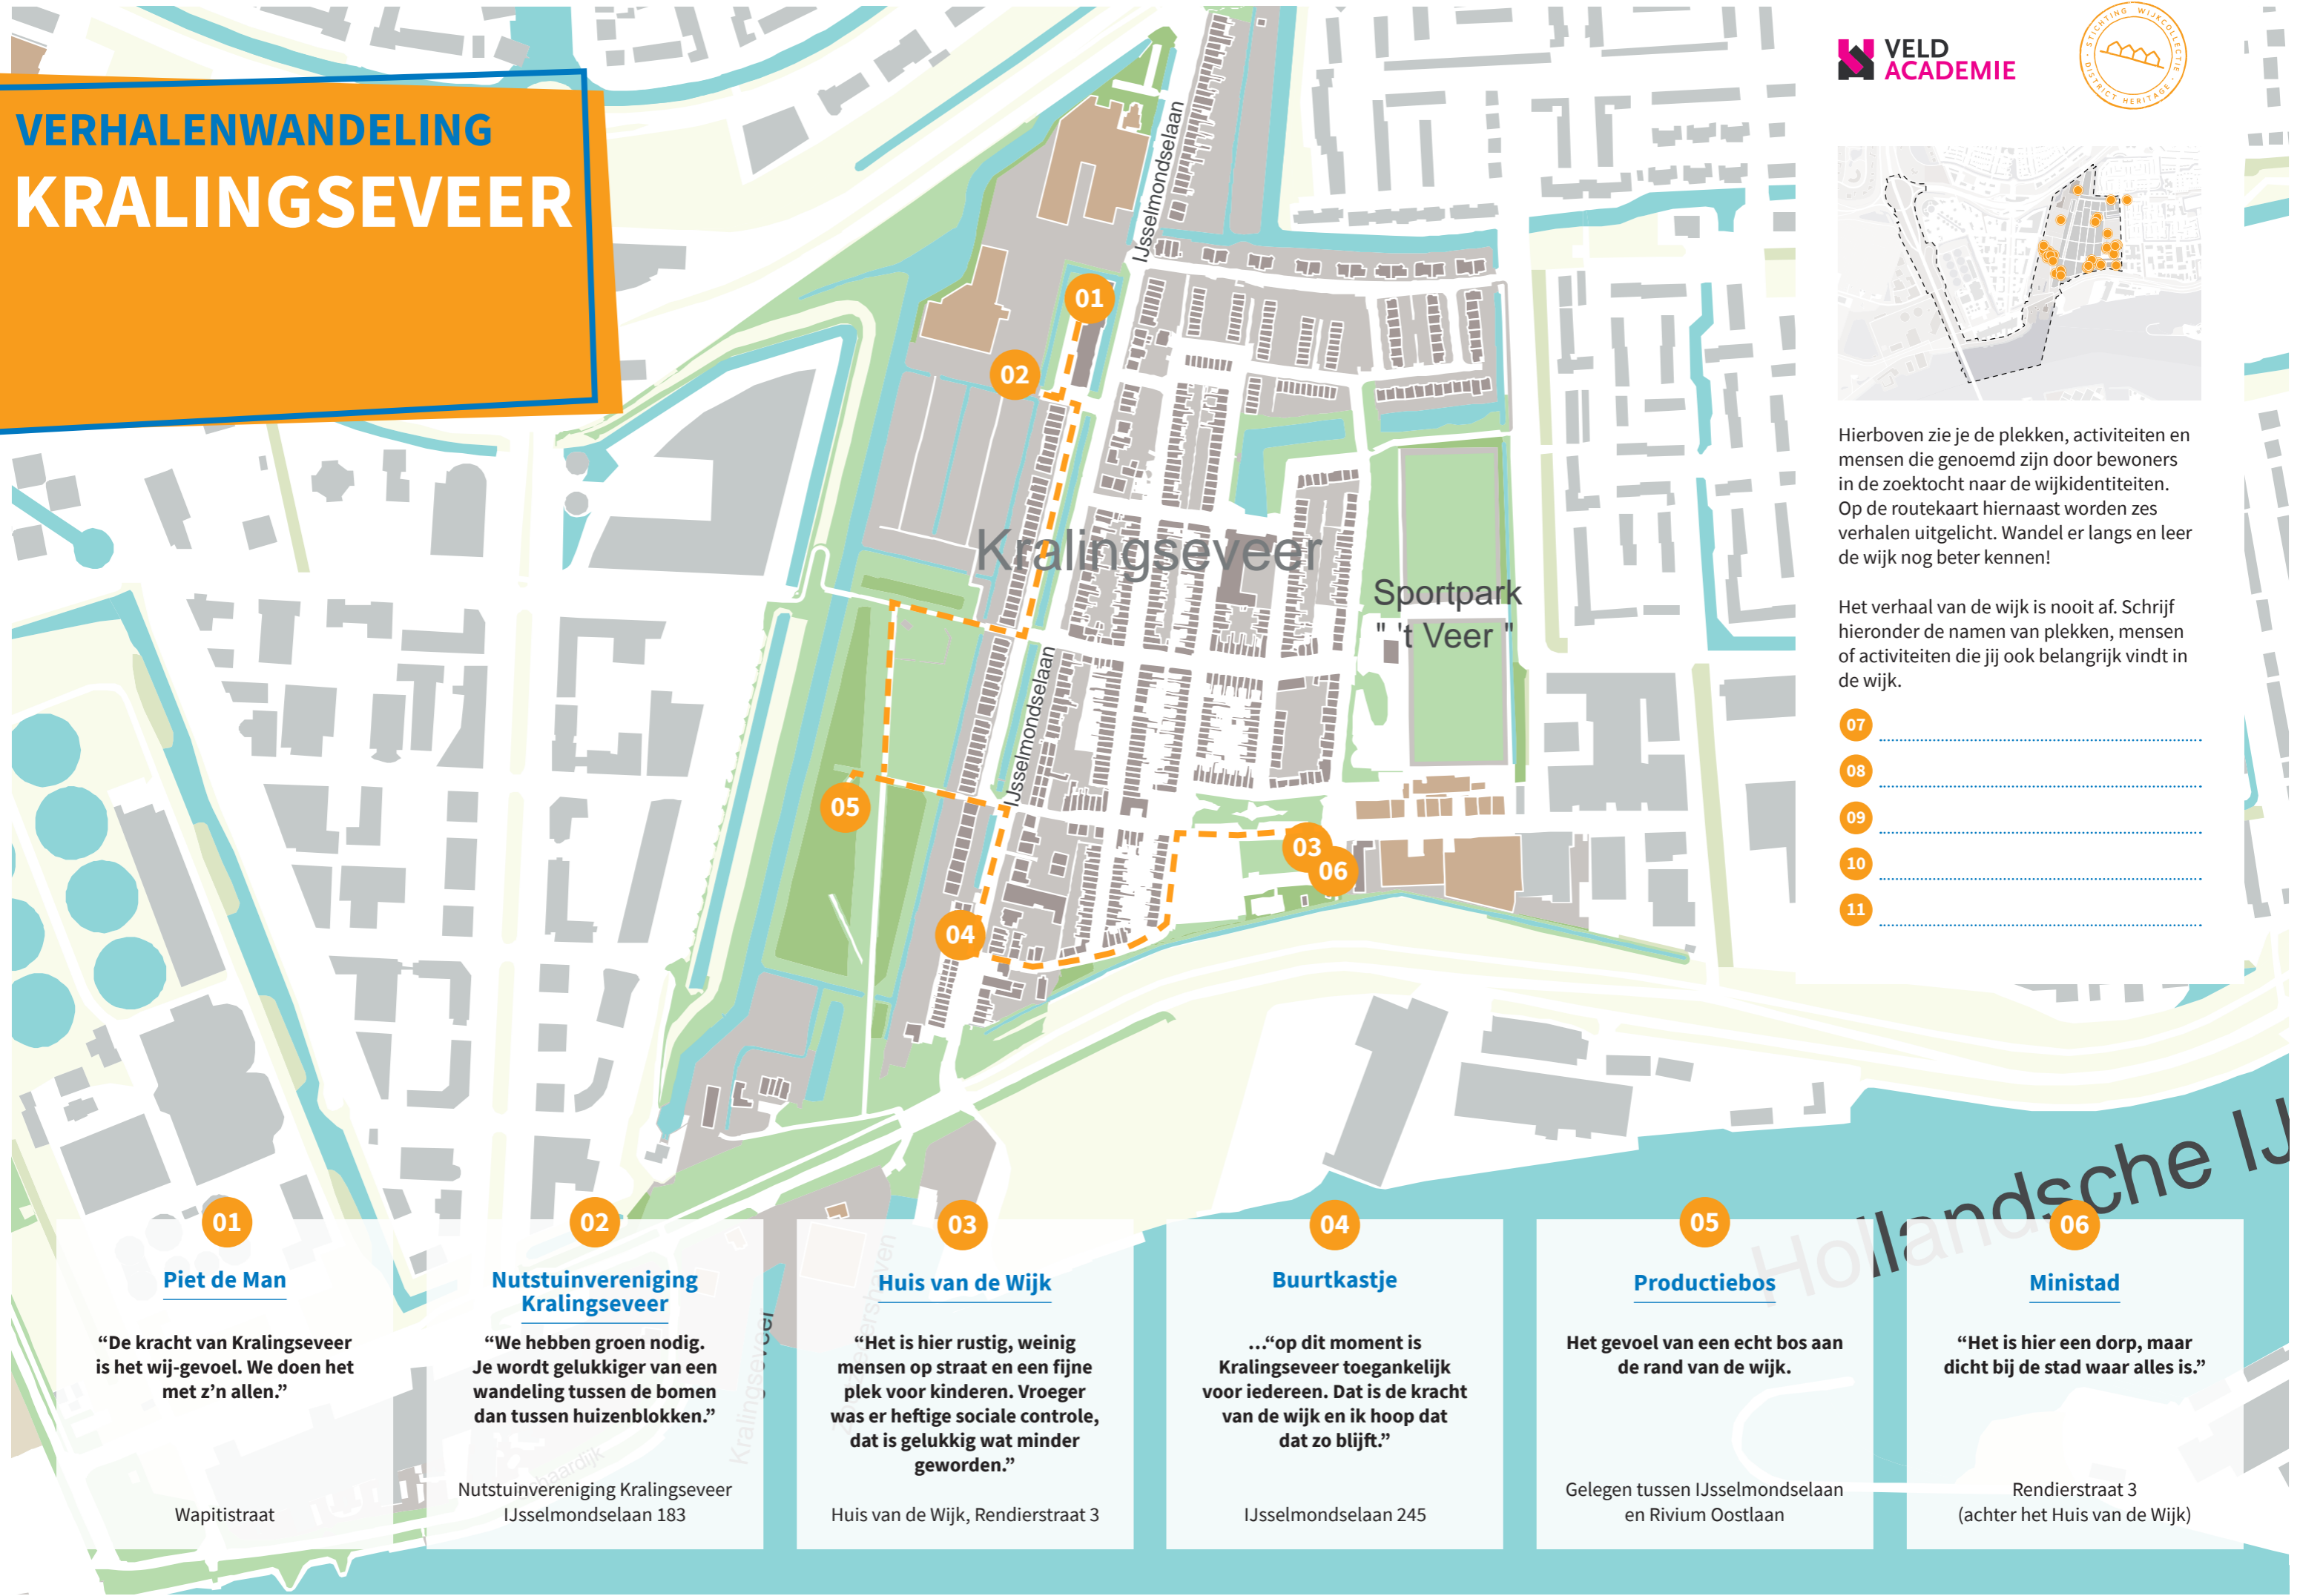 VERHALENWANDELING
KRALINGSEVEER
VELD
ACADEMIE
STICHTING WIJKCOLLECTIE
DISTRICT HERITAGE
IJsselmondselaan
01
02
Kralingseveer
Sportpark
" 't Veer "
IJsselmondselaan
05
03
06
04
Hierboven zie je de plekken, activiteiten en
mensen die genoemd zijn door bewoners
in de zoektocht naar de wijkidentiteiten.
Op de routekaart hiernaast worden zes
verhalen uitgelicht. Wandel er langs en leer
de wijk nog beter kennen!
Het verhaal van de wijk is nooit af. Schrijf
hieronder de namen van plekken, mensen
of activiteiten die jij ook belangrijk vindt in
de wijk.
07
08
09
10
11
Hollandsche IJ
Kralingseveer
01
Piet de Man
“De kracht van Kralingseveer
is het wij-gevoel. We doen het
met z’n allen.”
Wapitistraat
02
Nutstuinvereniging
Kralingseveer
“We hebben groen nodig.
Je wordt gelukkiger van een
wandeling tussen de bomen
dan tussen huizenblokken.”
Nutstuinvereniging Kralingseveer
IJsselmondselaan 183
03
Huis van de Wijk
“Het is hier rustig, weinig
mensen op straat en een fijne
plek voor kinderen. Vroeger
was er heftige sociale controle,
dat is gelukkig wat minder
geworden.”
Huis van de Wijk, Rendierstraat 3
04
Buurtkastje
...“op dit moment is
Kralingseveer toegankelijk
voor iedereen. Dat is de kracht
van de wijk en ik hoop dat
dat zo blijft.”
IJsselmondselaan 245
05
Productiebos
Het gevoel van een echt bos aan
de rand van de wijk.
Gelegen tussen IJsselmondselaan
en Rivium Oostlaan
06
Ministad
“Het is hier een dorp, maar
dicht bij de stad waar alles is.”
Rendierstraat 3
(achter het Huis van de Wijk)